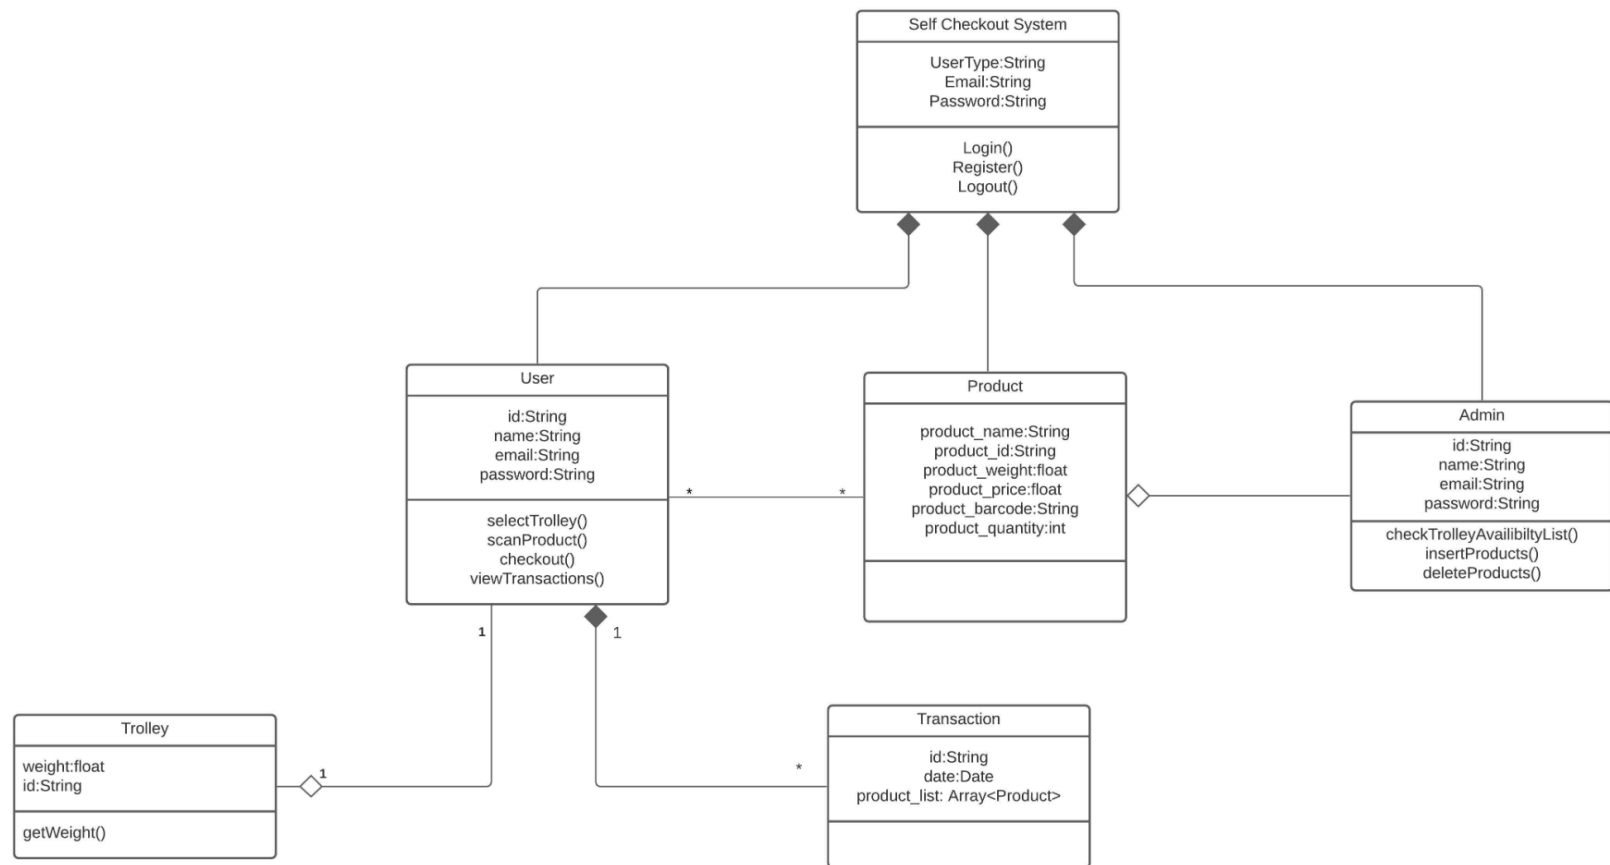 Self Checkout System
UserType:String
Email:String
Password:String
Login()
Register()
Logout()
User
id:String
name:String
email:String
password:String
selectTrolley()
scanProduct()
checkout()
viewTransactions()
*
*
Product
product_name:String
product_id:String
product_weight:float
product_price:float
product_barcode:String
product_quantity:int
Admin
id:String
name:String
email:String
password:String
checkTrolleyAvailibiltyList()
insertProducts()
deleteProducts()
1
1
Trolley
weight:float
id:String
getWeight()
1
*
Transaction
id:String
date:Date
product_list: Array<Product>